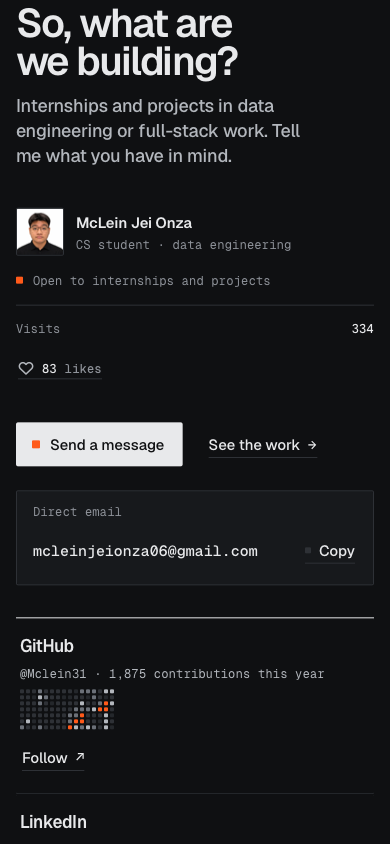 So, what are
we building?
Internships and projects in data
engineering or full-stack work. Tell
me what you have in mind.
McLein Jei Onza
CS student · data engineering
Open to internships and projects
Visits 334
83 likes
Send a message
See the work →
Direct email
mcleinjeionza06@gmail.com
Copy
GitHub
@Mclein31 · 1,875 contributions this year
Follow ↗
LinkedIn